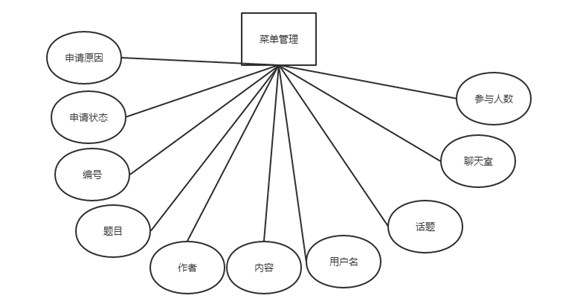 菜单管理
申请原因
申请状态
编号
题目
作者
内容
用户名
话题
聊天室
参与人数